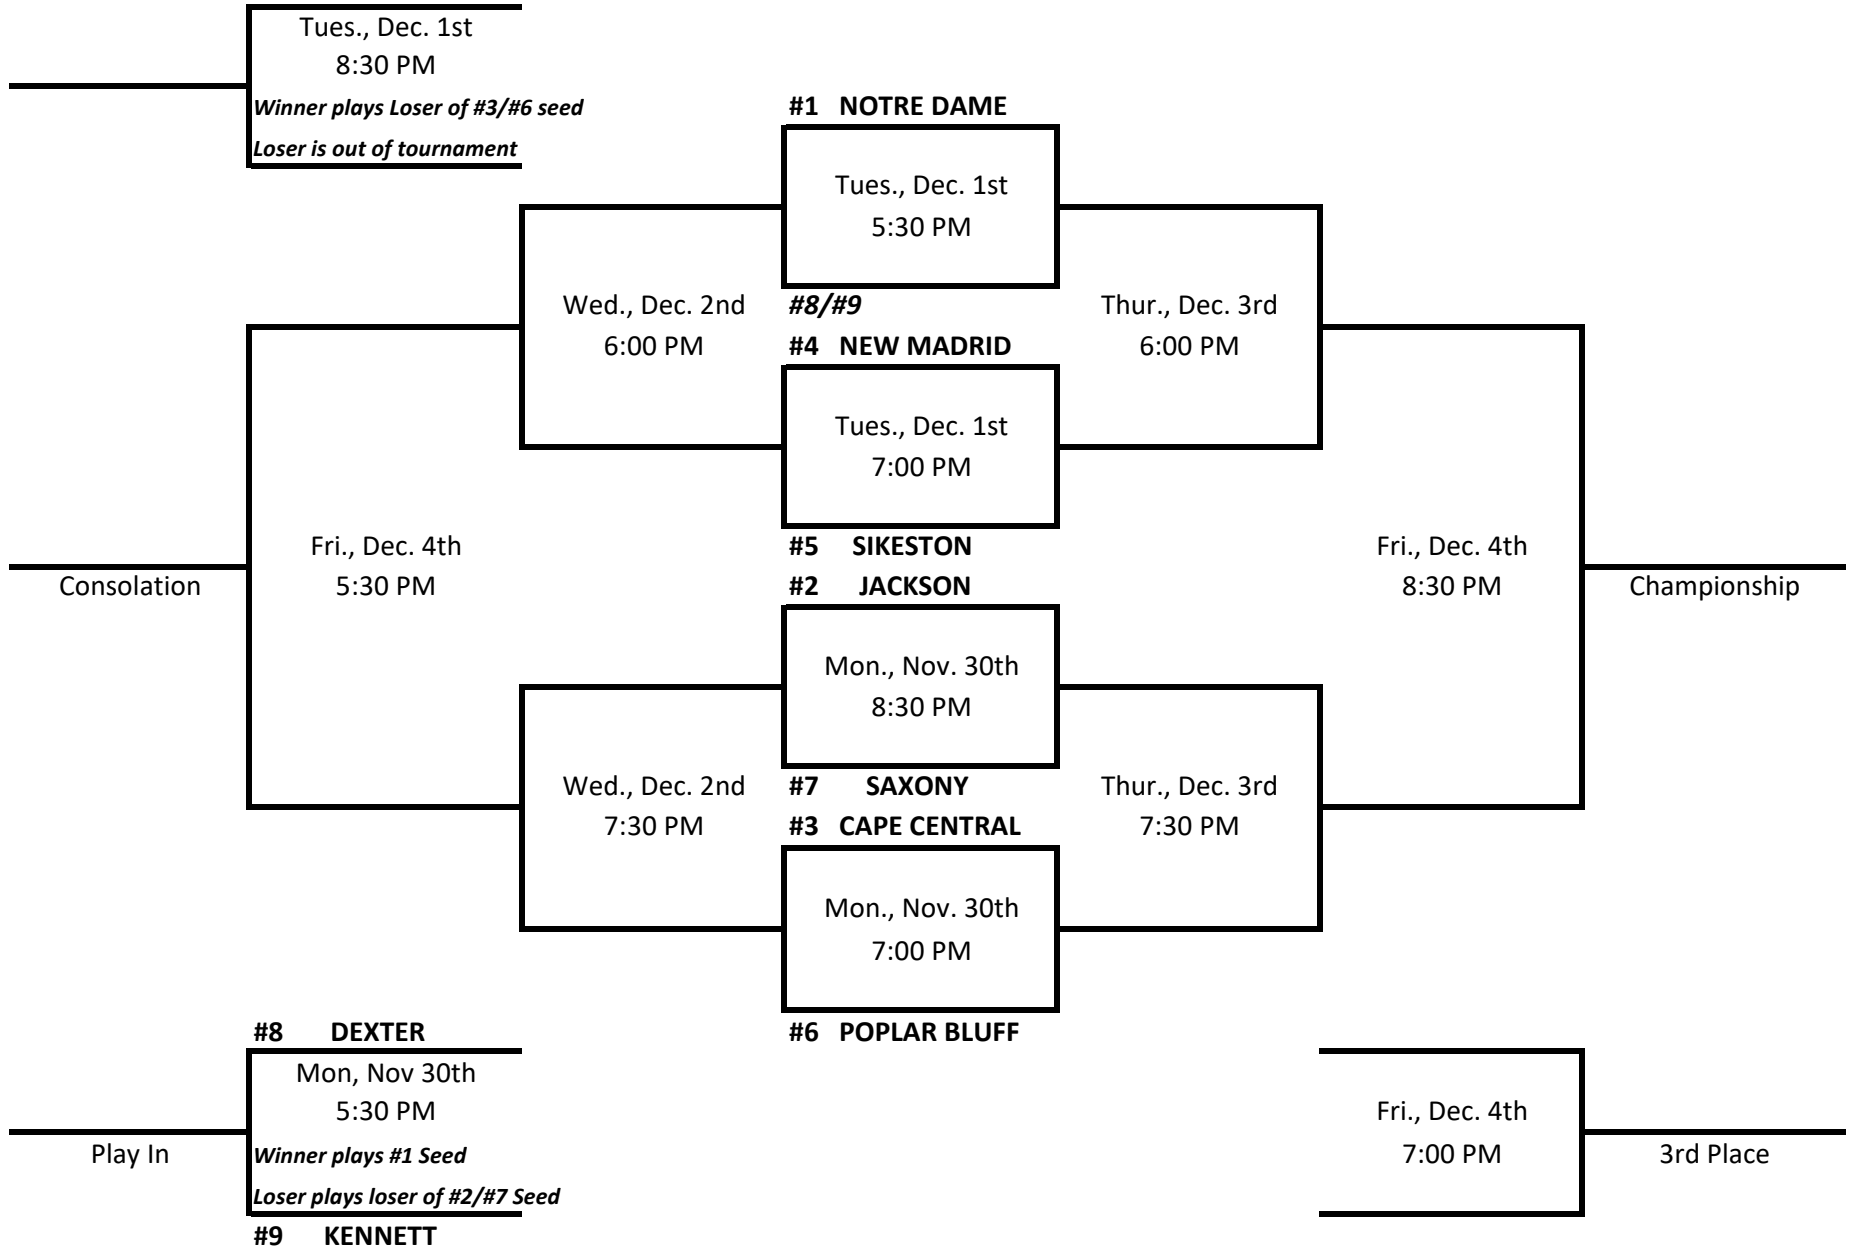 Tues., Dec. 1st
8:30 PM
Winner plays Loser of #3/#6 seed
Loser is out of tournament
#1 NOTRE DAME
Tues., Dec. 1st
5:30 PM
#8/#9
Wed., Dec. 2nd
6:00 PM
Thur., Dec. 3rd
6:00 PM
#4 NEW MADRID
Tues., Dec. 1st
7:00 PM
#5 SIKESTON
Fri., Dec. 4th
5:30 PM
Consolation
Fri., Dec. 4th
8:30 PM
Championship
#2 JACKSON
Mon., Nov. 30th
8:30 PM
#7 SAXONY
Wed., Dec. 2nd
7:30 PM
Thur., Dec. 3rd
7:30 PM
#3 CAPE CENTRAL
Mon., Nov. 30th
7:00 PM
#6 POPLAR BLUFF
#8 DEXTER
Mon, Nov 30th
5:30 PM
Play In
Winner plays #1 Seed
Loser plays loser of #2/#7 Seed
#9 KENNETT
Fri., Dec. 4th
7:00 PM
3rd Place